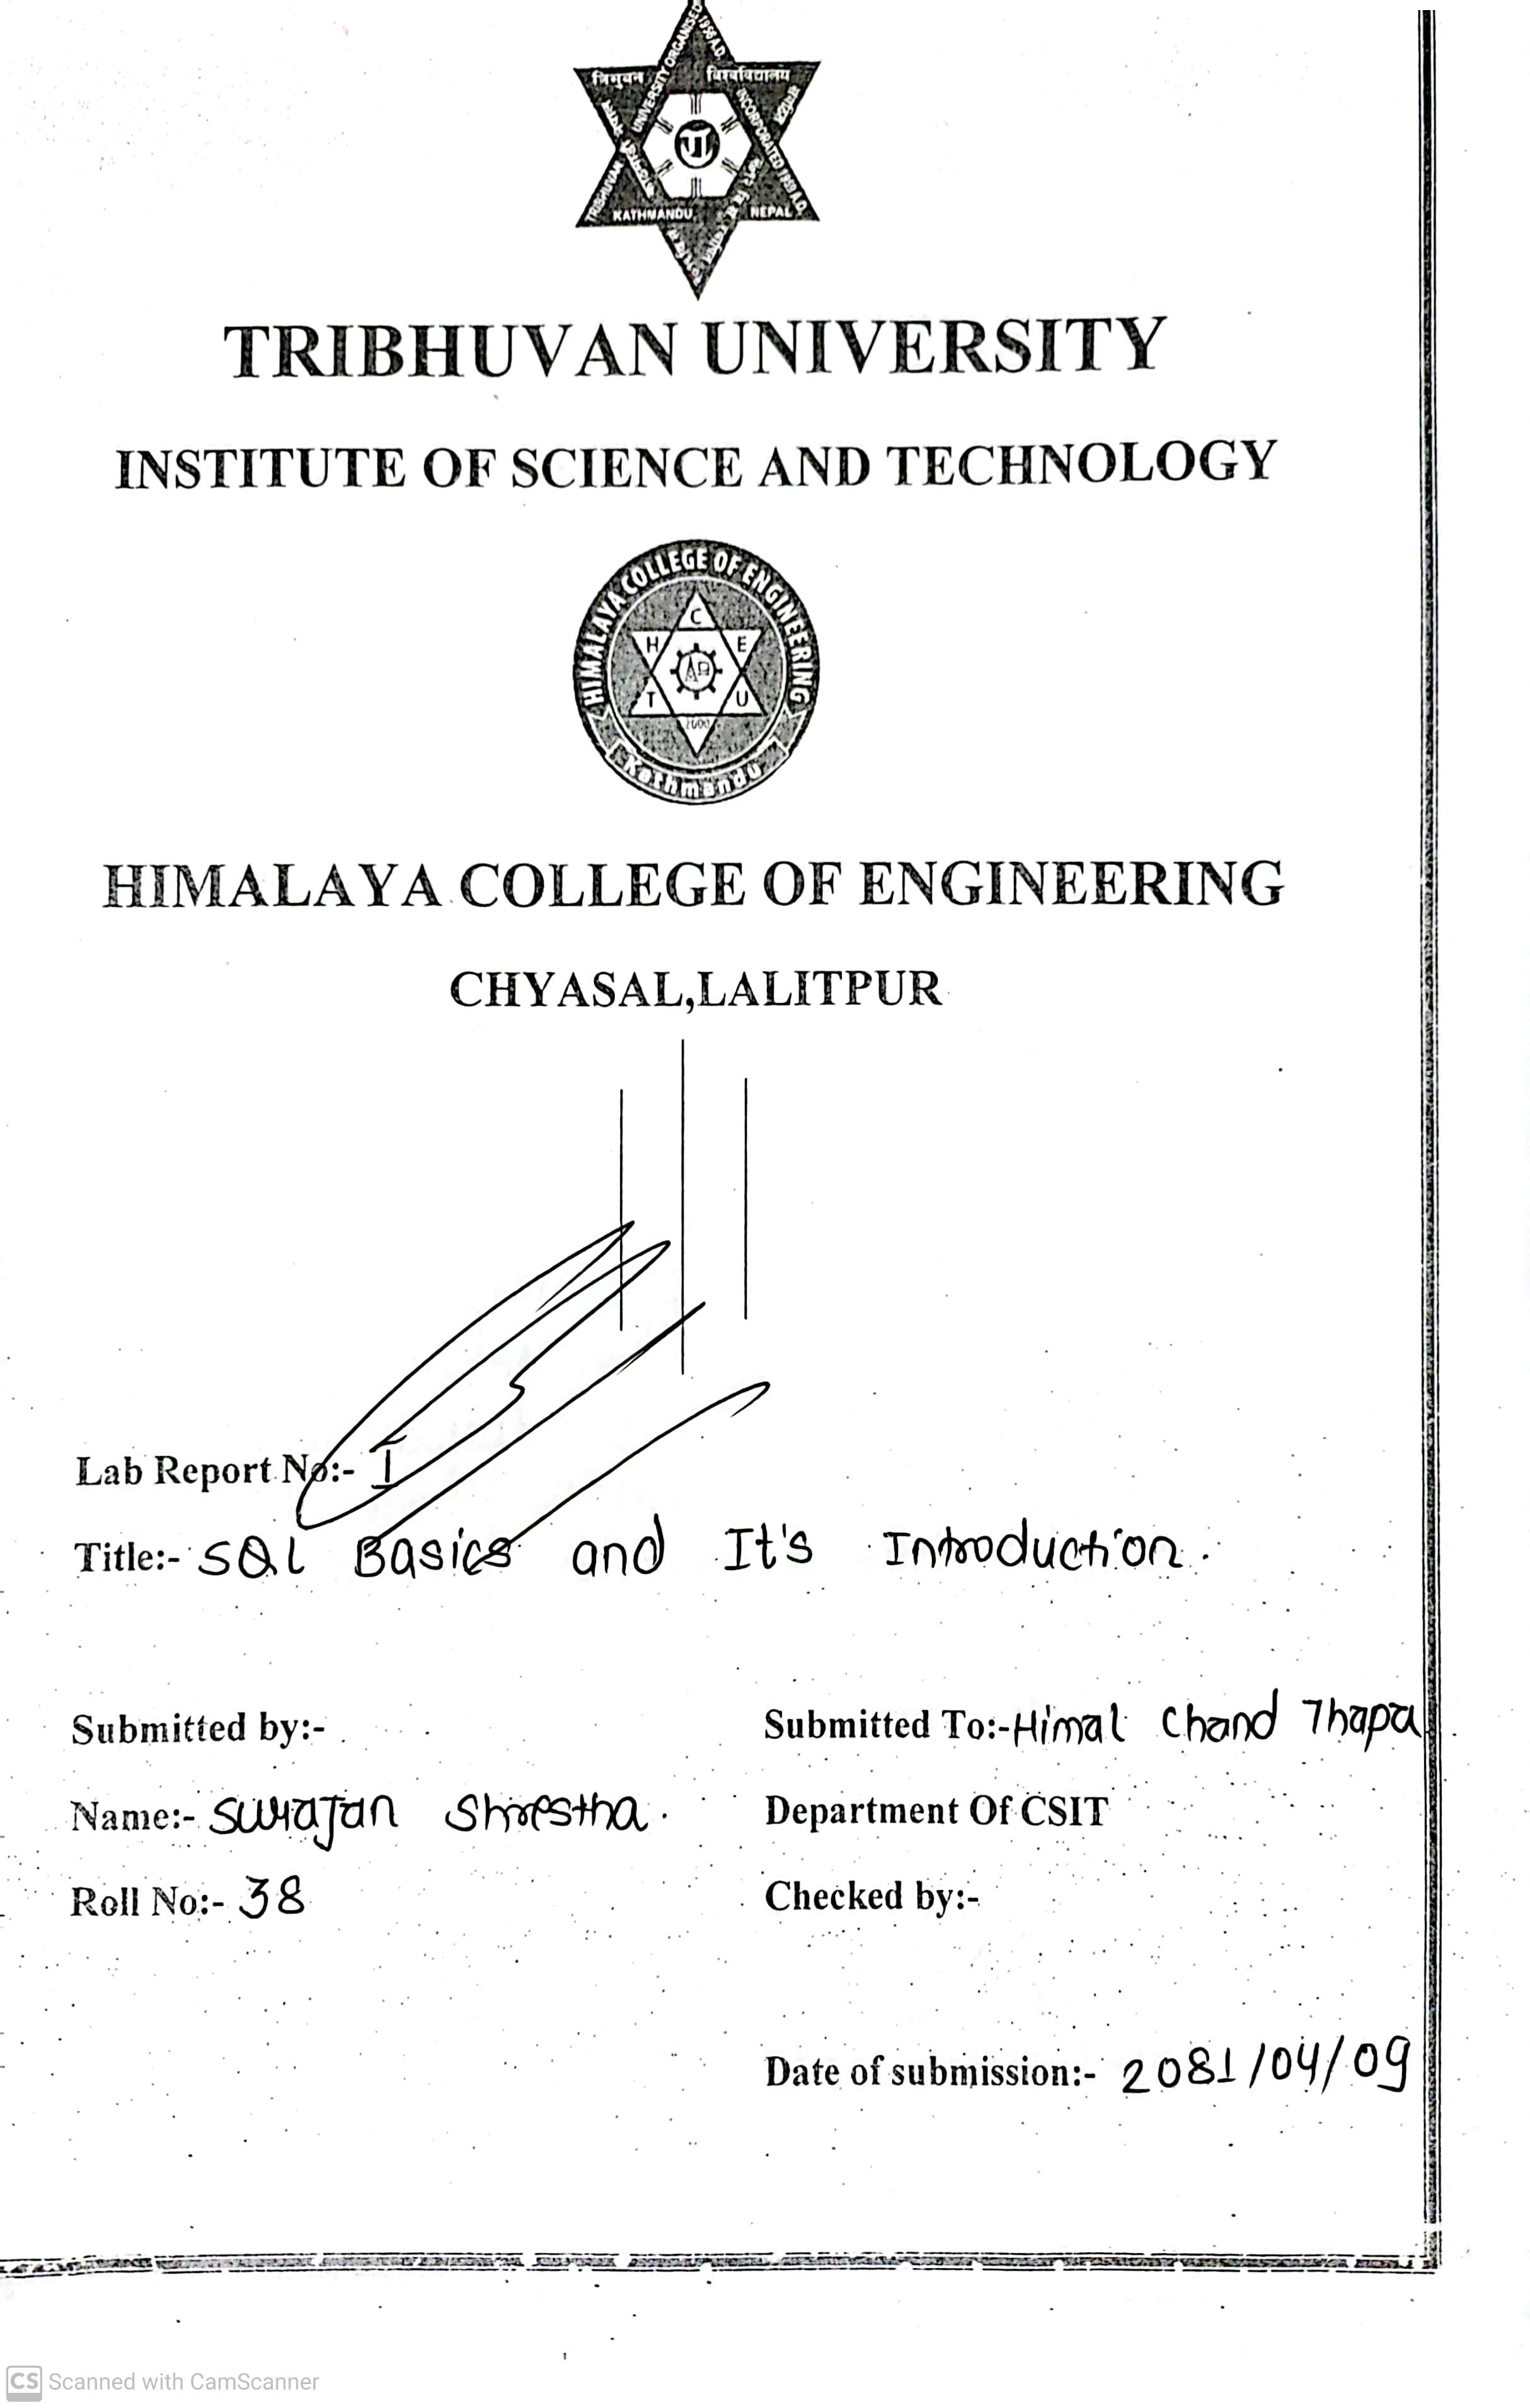 त्रिभुवन विश्वविद्यालय
UNIVERSITY ORGANISED 1956 A.D.
INCORPORATED 1959 A.D.
TRIBHUVAN
KATHMANDU NEPAL
TRIBHUVAN UNIVERSITY
INSTITUTE OF SCIENCE AND TECHNOLOGY
HIMALAYA COLLEGE OF ENGINEERING
C
H E
T U
2000
Kathmandu
HIMALAYA COLLEGE OF ENGINEERING
CHYASAL,LALITPUR
Lab Report No:- I
Title:- SQL Basics and It's Introduction.
Submitted by:- Submitted To:- Himal Chand Thapa
Name:- Surajan Shrestha. Department Of CSIT
Roll No:- 38 Checked by:-
Date of submission:- 2081/04/09
CS Scanned with CamScanner